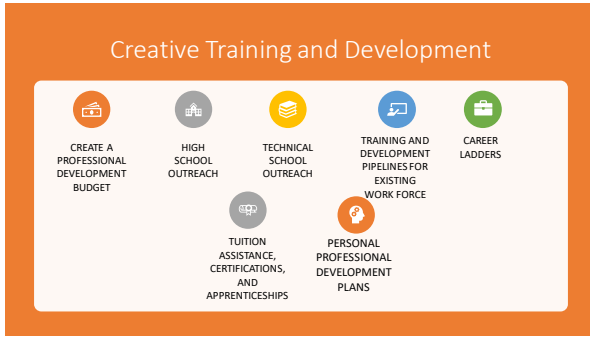 Creative Training and Development
CREATE A
PROFESSIONAL
DEVELOPMENT
BUDGET
HIGH
SCHOOL
OUTREACH
TECHNICAL
SCHOOL
OUTREACH
TRAINING AND
DEVELOPMENT
PIPELINES FOR
EXISTING
WORK FORCE
CAREER
LADDERS
TUITION
ASSISTANCE,
CERTIFICATIONS,
AND
APPRENTICESHIPS
PERSONAL
PROFESSIONAL
DEVELOPMENT
PLANS